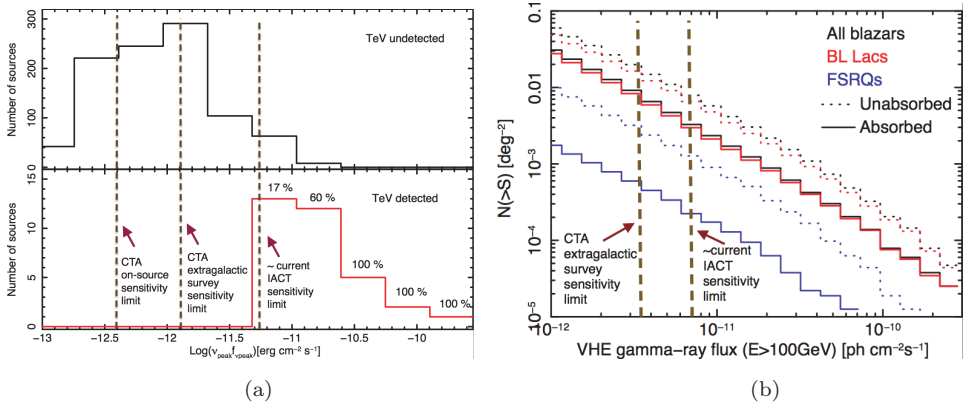 300
200
100
0
Number of sources
TeV undetected
15
10
5
0
Number of sources
TeV detected
17 %
60 %
100 %
100 %
100 %
CTA
on-source
sensitivity
limit
CTA
extragalactic
survey
sensitivity
limit
~ current
IACT
sensitivity
limit
-13
-12.5
-12
-11.5
-11
-10.5
-10
Log(νpeakfνpeak)[erg cm⁻² s⁻¹]
(a)
0.1
0.01
10⁻³
10⁻⁴
10⁻⁵
N(>S) [deg⁻²]
All blazars
BL Lacs
FSRQs
Unabsorbed
Absorbed
CTA
extragalactic
survey
sensitivity
limit
~current
IACT
sensitivity
limit
10⁻¹²
10⁻¹¹
10⁻¹⁰
VHE gamma-ray flux (E>100GeV) [ph cm⁻²s⁻¹]
(b)